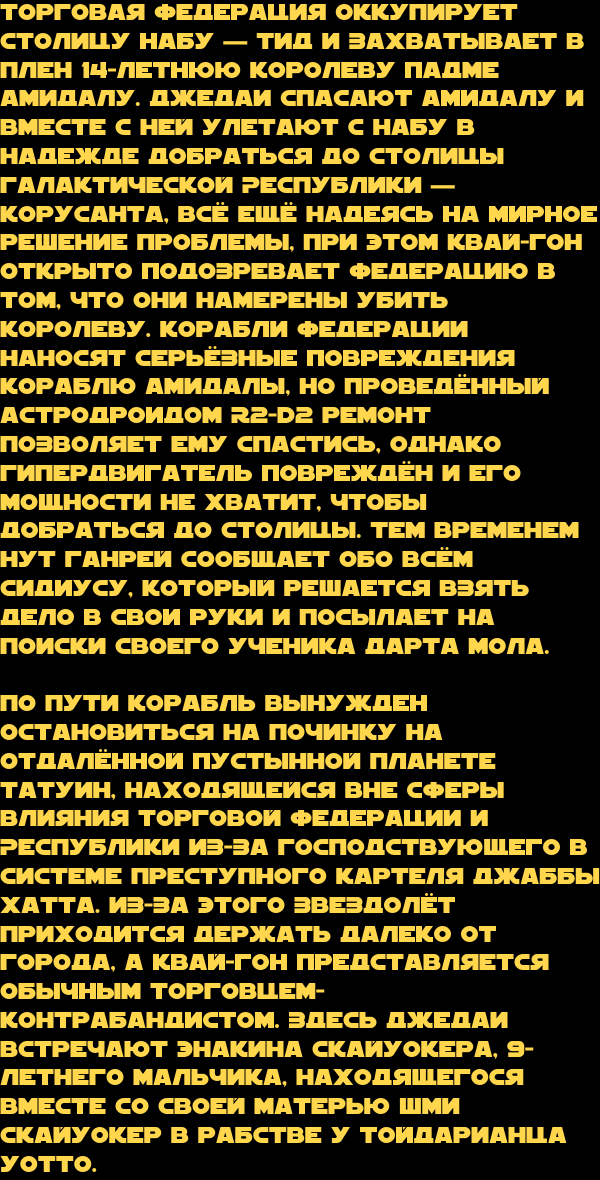 ТОРГОВАЯ ФЕДЕРАЦИЯ ОККУПИРУЕТ
СТОЛИЦУ НАБУ — ТИД И ЗАХВАТЫВАЕТ В
ПЛЕН 14-ЛЕТНЮЮ КОРОЛЕВУ ПАДМЕ
АМИДАЛУ. ДЖЕДАИ СПАСАЮТ АМИДАЛУ И
ВМЕСТЕ С НЕЙ УЛЕТАЮТ С НАБУ В
НАДЕЖДЕ ДОБРАТЬСЯ ДО СТОЛИЦЫ
ГАЛАКТИЧЕСКОЙ РЕСПУБЛИКИ —
КОРУСАНТА, ВСЁ ЕЩЁ НАДЕЯСЬ НА МИРНОЕ
РЕШЕНИЕ ПРОБЛЕМЫ, ПРИ ЭТОМ КВАЙ-ГОН
ОТКРЫТО ПОДОЗРЕВАЕТ ФЕДЕРАЦИЮ В
ТОМ, ЧТО ОНИ НАМЕРЕНЫ УБИТЬ
КОРОЛЕВУ. КОРАБЛИ ФЕДЕРАЦИИ
НАНОСЯТ СЕРЬЁЗНЫЕ ПОВРЕЖДЕНИЯ
КОРАБЛЮ АМИДАЛЫ, НО ПРОВЕДЁННЫЙ
АСТРОДРОИДОМ R2-D2 РЕМОНТ
ПОЗВОЛЯЕТ ЕМУ СПАСТИСЬ, ОДНАКО
ГИПЕРДВИГАТЕЛЬ ПОВРЕЖДЁН И ЕГО
МОЩНОСТИ НЕ ХВАТИТ, ЧТОБЫ
ДОБРАТЬСЯ ДО СТОЛИЦЫ. ТЕМ ВРЕМЕНЕМ
НУТ ГАНРЕЙ СООБЩАЕТ ОБО ВСЁМ
СИДИУСУ, КОТОРЫЙ РЕШАЕТСЯ ВЗЯТЬ
ДЕЛО В СВОИ РУКИ И ПОСЫЛАЕТ НА
ПОИСКИ СВОЕГО УЧЕНИКА ДАРТА МОЛА.

ПО ПУТИ КОРАБЛЬ ВЫНУЖДЕН
ОСТАНОВИТЬСЯ НА ПОЧИНКУ НА
ОТДАЛЁННОЙ ПУСТЫННОЙ ПЛАНЕТЕ
ТАТУИН, НАХОДЯЩЕЙСЯ ВНЕ СФЕРЫ
ВЛИЯНИЯ ТОРГОВОЙ ФЕДЕРАЦИИ И
РЕСПУБЛИКИ ИЗ-ЗА ГОСПОДСТВУЮЩЕГО В
СИСТЕМЕ ПРЕСТУПНОГО КАРТЕЛЯ ДЖАББЫ
ХАТТА. ИЗ-ЗА ЭТОГО ЗВЕЗДОЛЁТ
ПРИХОДИТСЯ ДЕРЖАТЬ ДАЛЕКО ОТ
ГОРОДА, А КВАЙ-ГОН ПРЕДСТАВЛЯЕТСЯ
ОБЫЧНЫМ ТОРГОВЦЕМ-
КОНТРАБАНДИСТОМ. ЗДЕСЬ ДЖЕДАИ
ВСТРЕЧАЮТ ЭНАКИНА СКАЙУОКЕРА, 9-
ЛЕТНЕГО МАЛЬЧИКА, НАХОДЯЩЕГОСЯ
ВМЕСТЕ СО СВОЕЙ МАТЕРЬЮ ШМИ
СКАЙУОКЕР В РАБСТВЕ У ТОЙДАРИАНЦА
УОТТО.